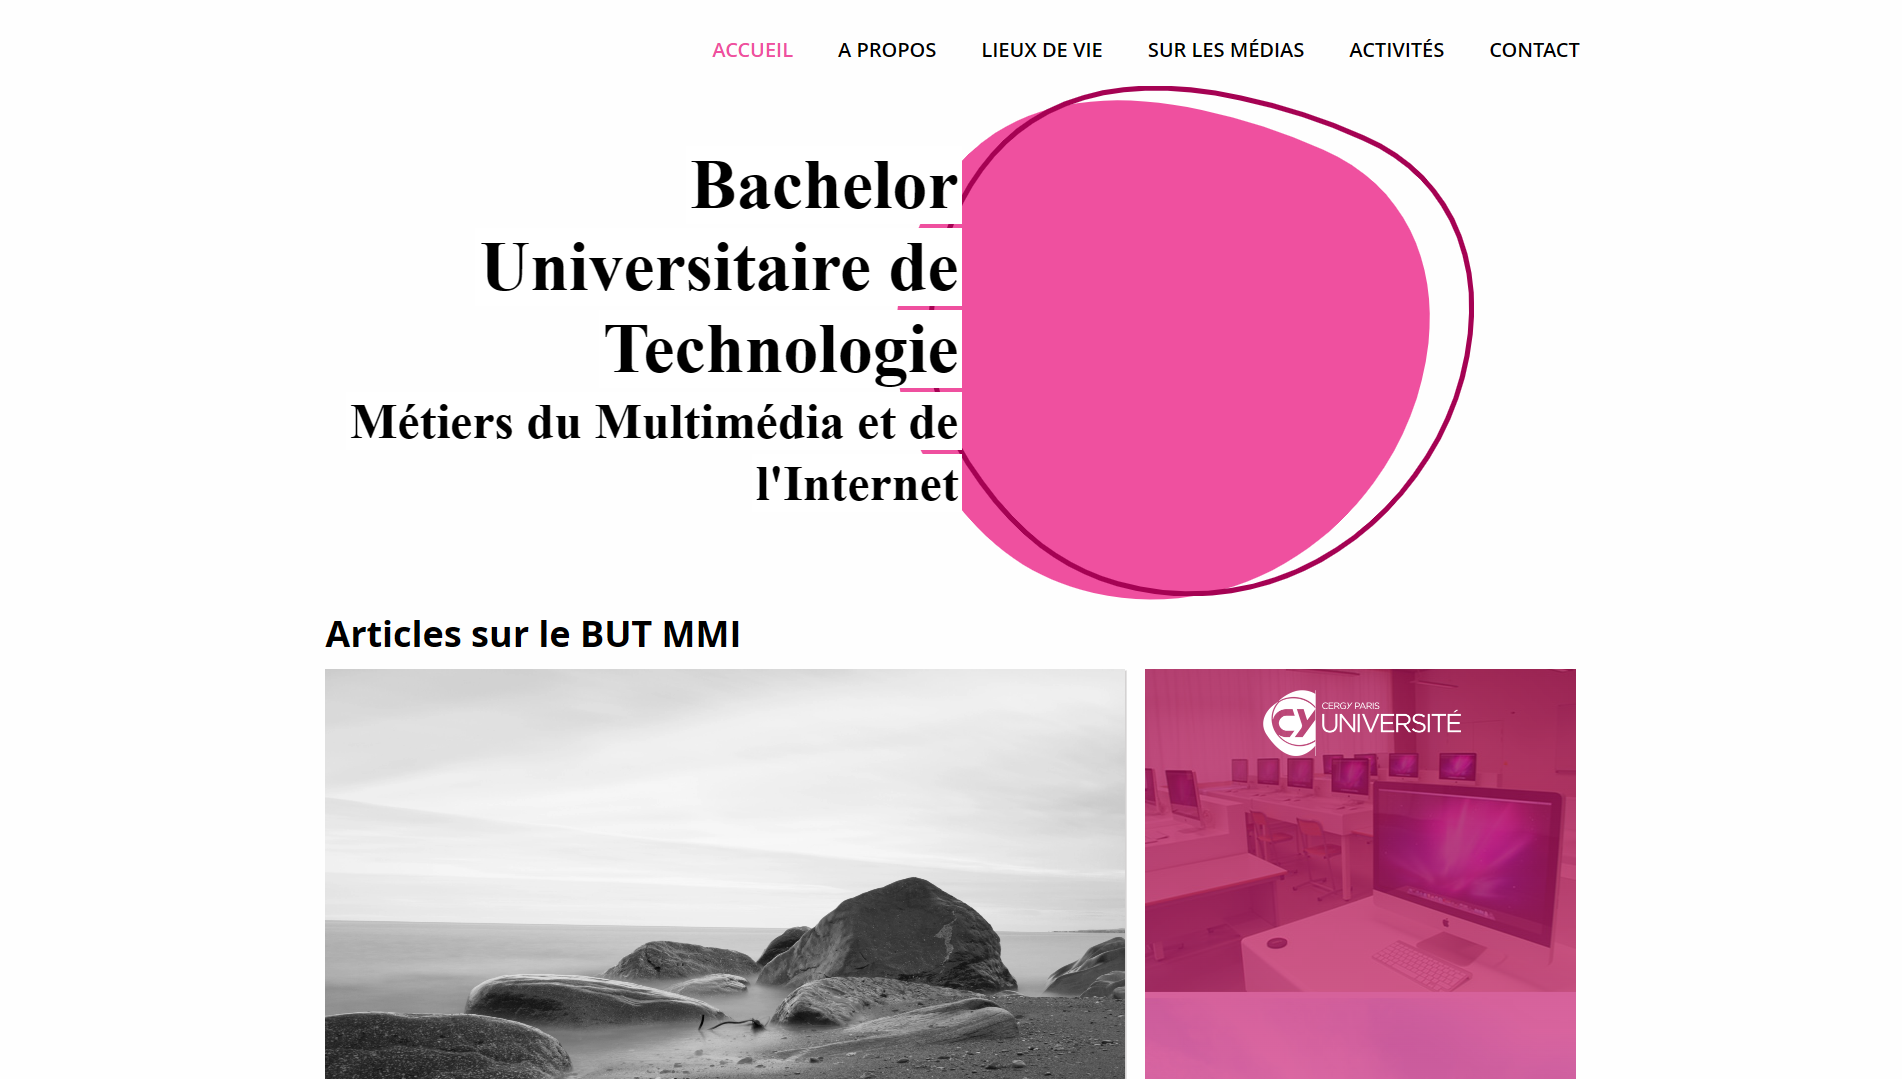 ACCUEIL A PROPOS LIEUX DE VIE SUR LES MÉDIAS ACTIVITÉS CONTACT
Bachelor
Universitaire de
Technologie
Métiers du Multimédia et de
l'Internet
Articles sur le BUT MMI
CY
CERGY PARIS
UNIVERSITÉ